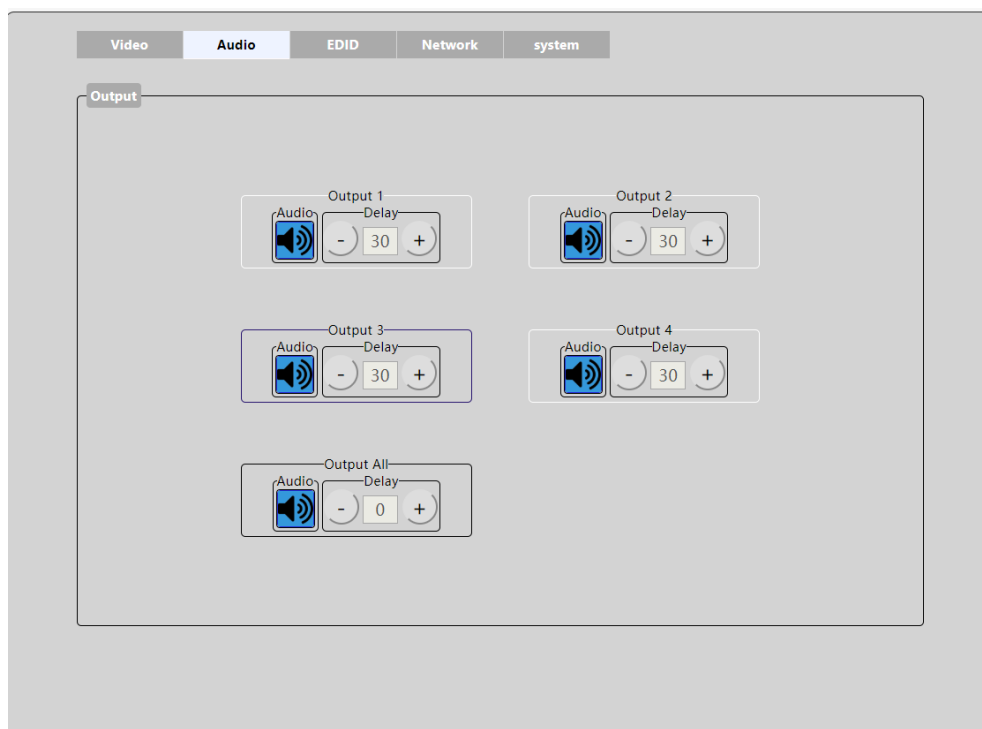 Video Audio EDID Network system
Output
Output 1 Output 2
Audio Delay Audio Delay
- 30 + - 30 +
Output 3 Output 4
Audio Delay Audio Delay
- 30 + - 30 +
Output All
Audio Delay
- 0 +